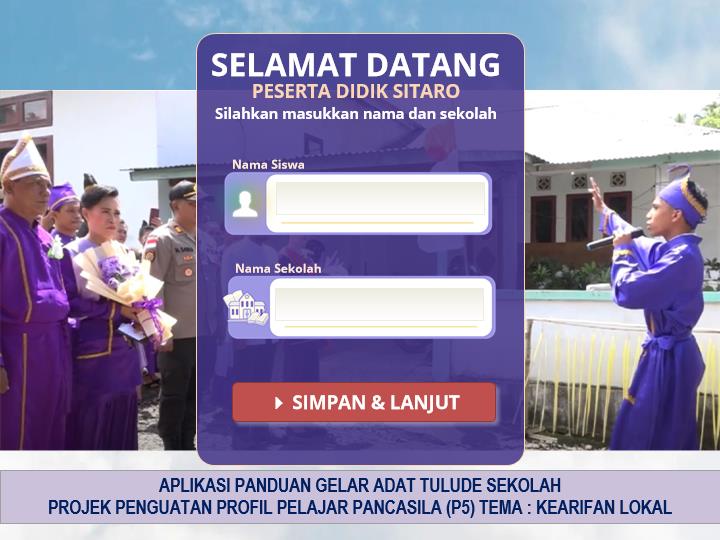 SELAMAT DATANG
PESERTA DIDIK SITARO
Silahkan masukkan nama dan sekolah
Nama Siswa
Nama Sekolah
SIMPAN & LANJUT
APLIKASI PANDUAN GELAR ADAT TULUDE SEKOLAH
PROJEK PENGUATAN PROFIL PELAJAR PANCASILA (P5) TEMA : KEARIFAN LOKAL